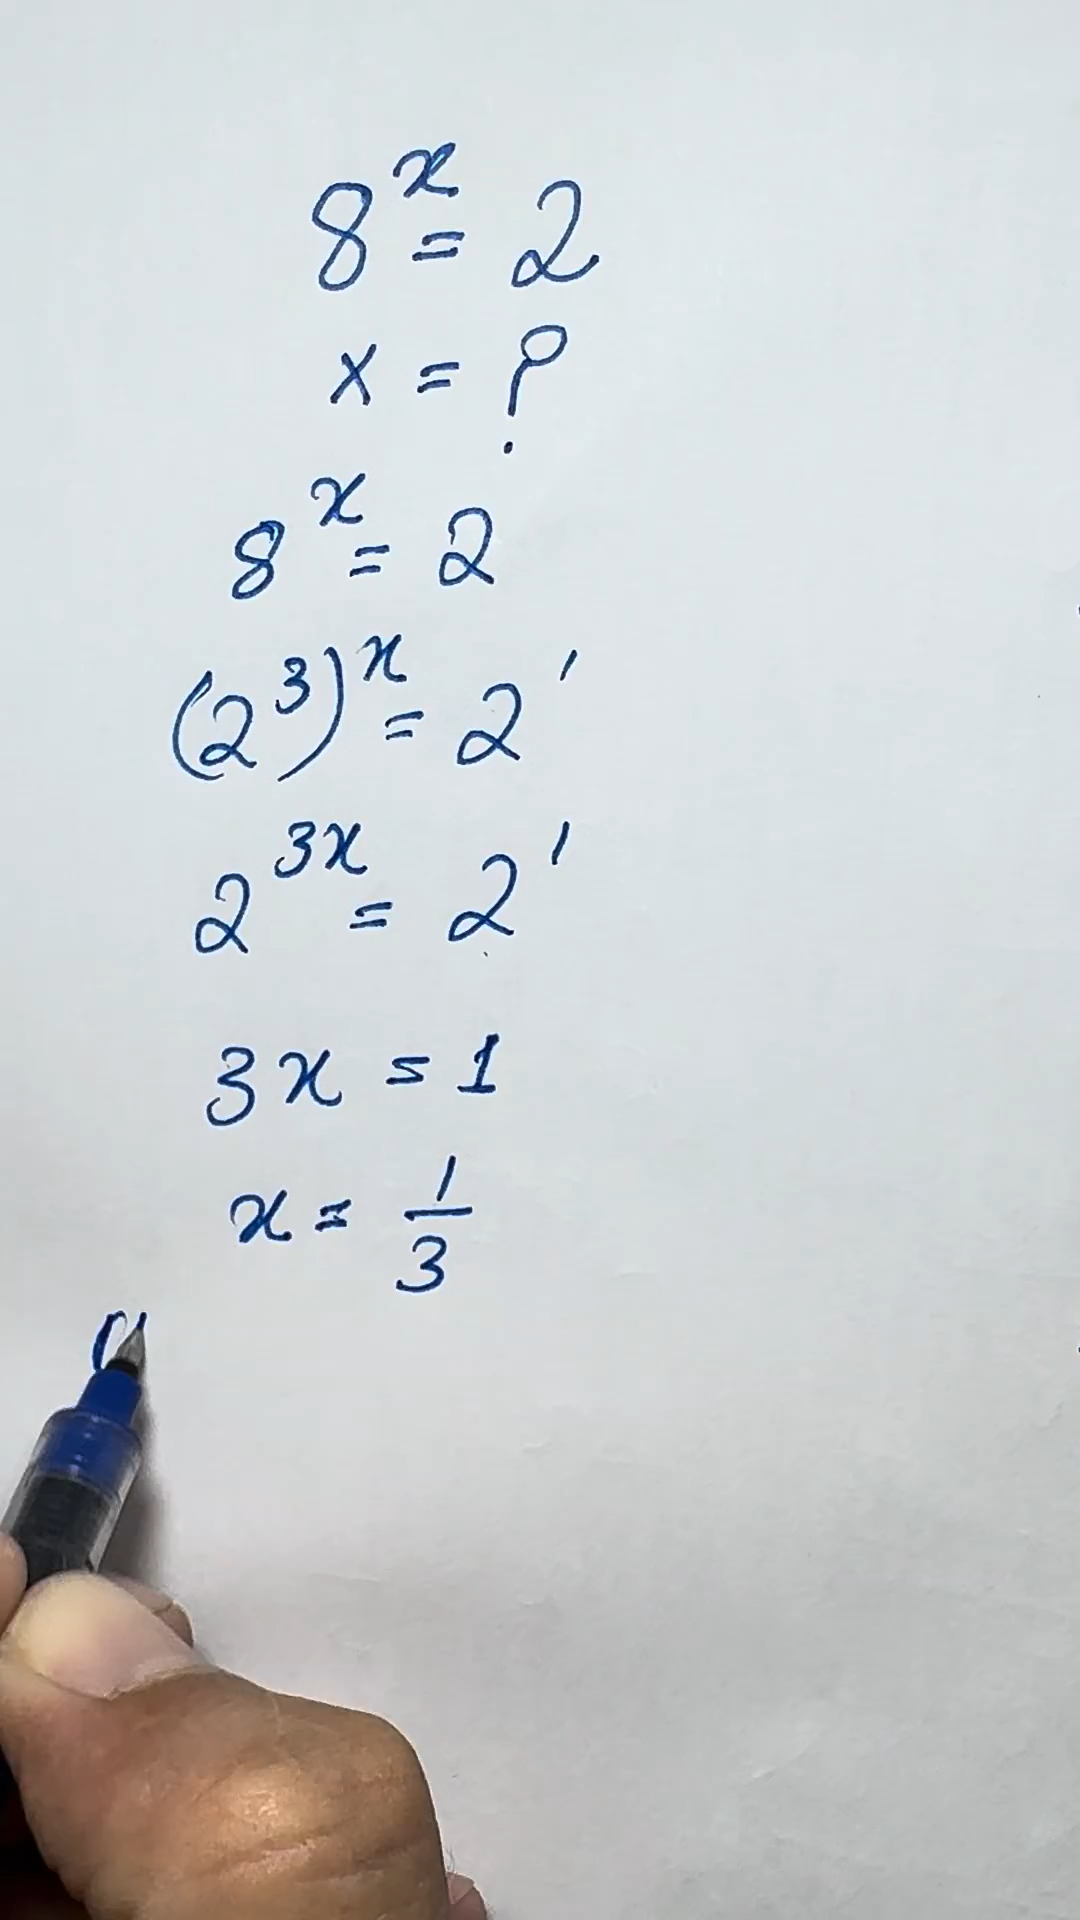 8^x = 2
x = ?
8^x = 2
(2^3)^x = 2^1
2^{3x} = 2^1
3x = 1
x = 1/3